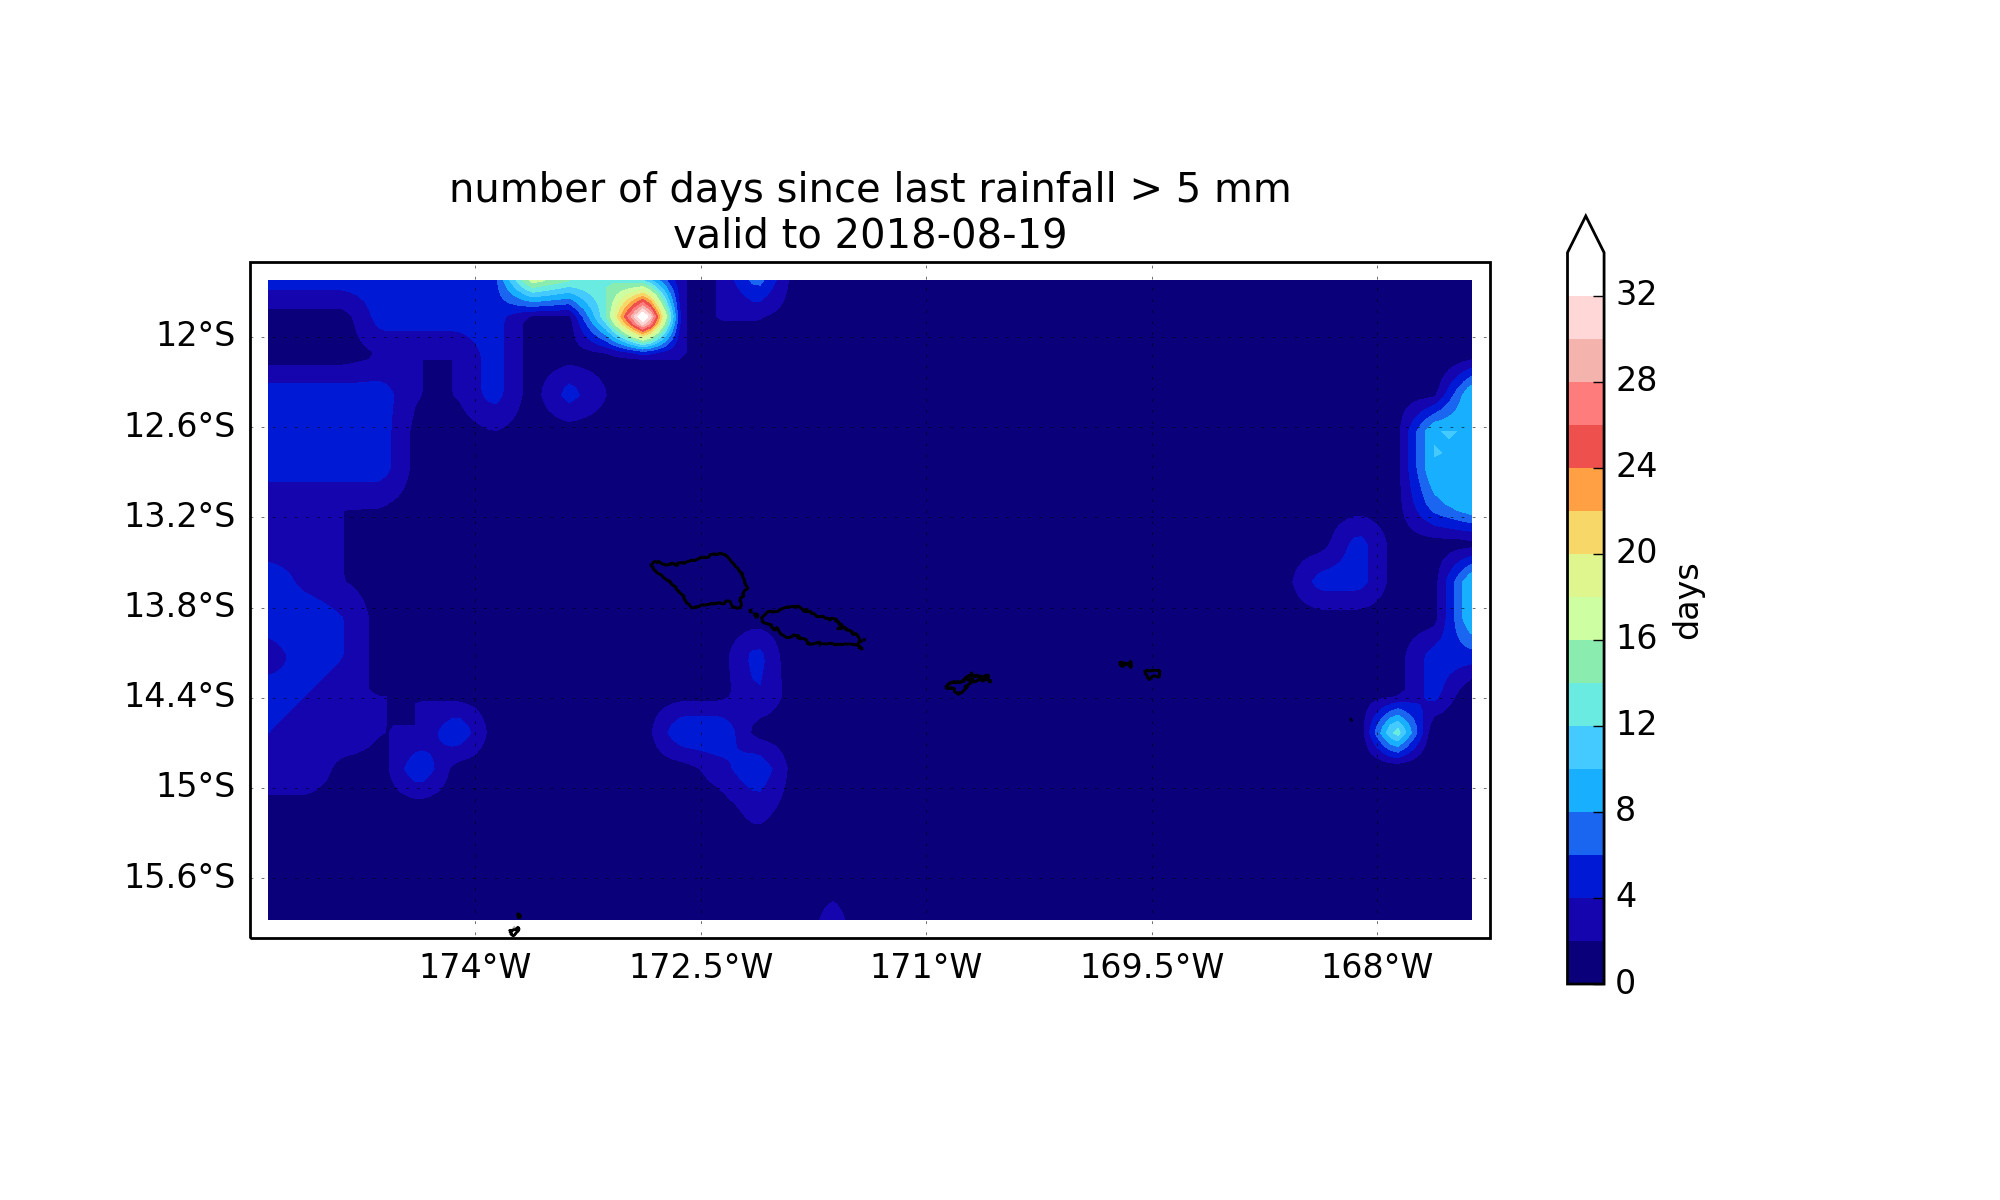 number of days since last rainfall > 5 mm
valid to 2018-08-19
12°S
12.6°S
13.2°S
13.8°S
14.4°S
15°S
15.6°S
174°W
172.5°W
171°W
169.5°W
168°W
32
28
24
20
16
12
8
4
0
days